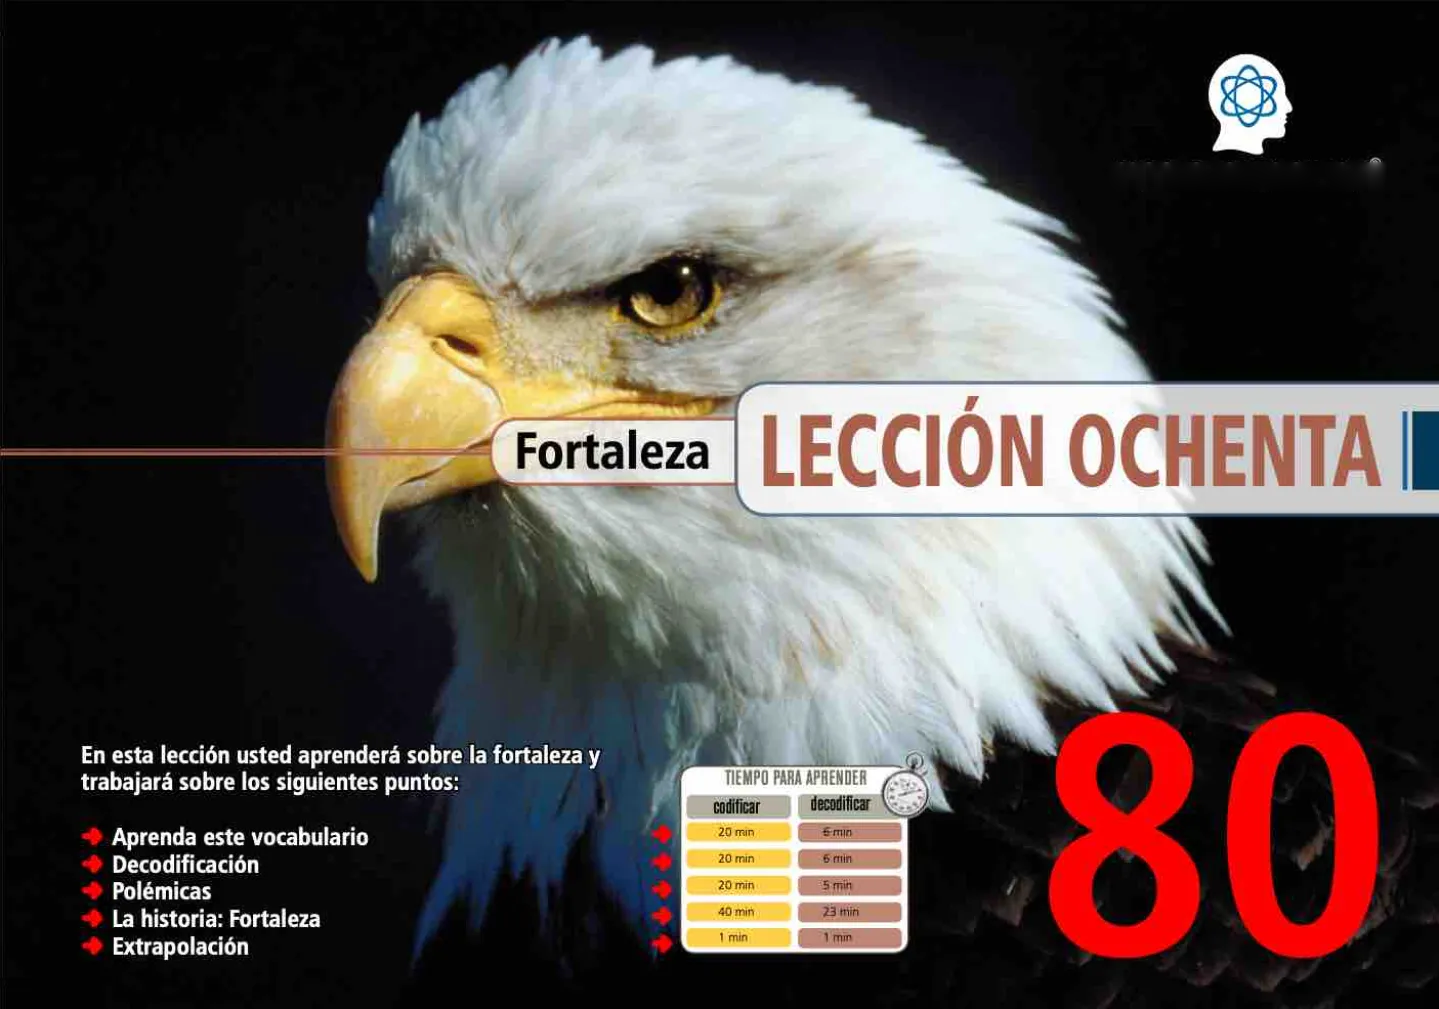 Fortaleza
LECCIÓN OCHENTA
En esta lección usted aprenderá sobre la fortaleza y
trabajará sobre los siguientes puntos:
Aprenda este vocabulario
Decodificación
Polémicas
La historia: Fortaleza
Extrapolación
TIEMPO PARA APRENDER
codificar decodificar
20 min 6 min
20 min 6 min
20 min 5 min
40 min 23 min
1 min 1 min
80